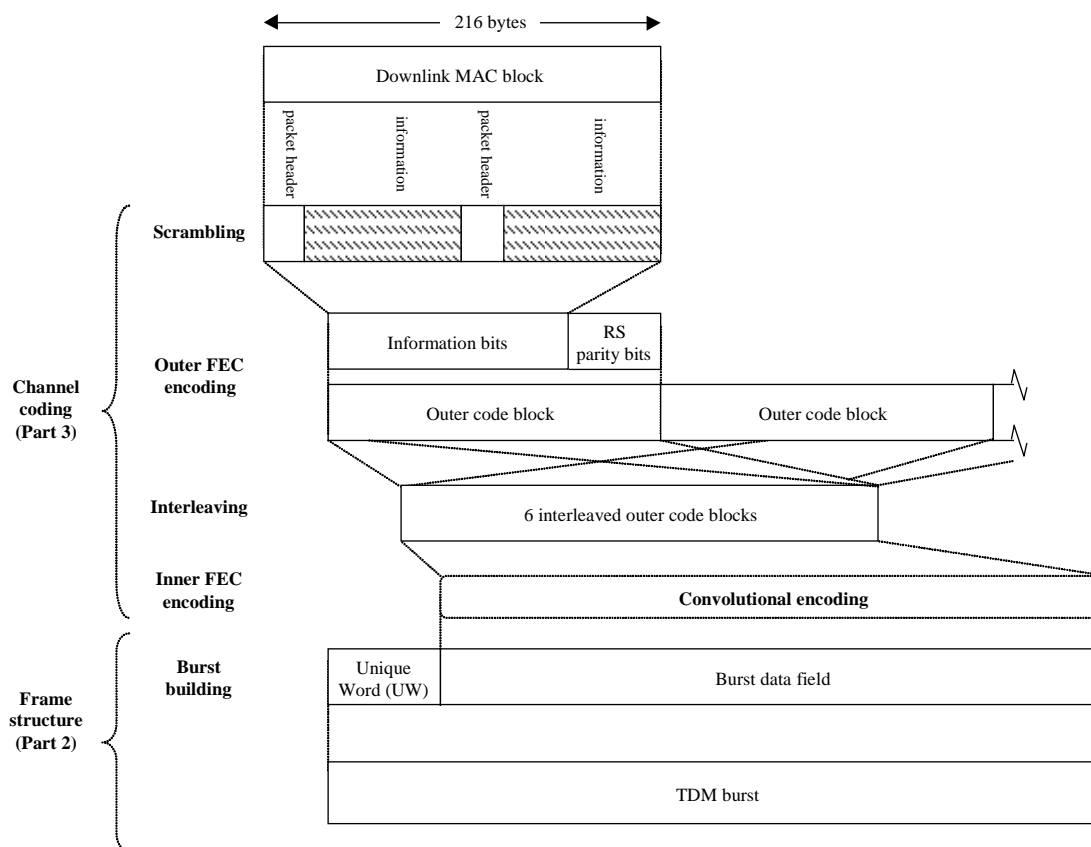 216 bytes
Downlink MAC block
packet header
information
packet header
information
Scrambling
Information bits
RS
parity bits
Outer FEC
encoding
Channel
coding
(Part 3)
Outer code block
Outer code block
Interleaving
6 interleaved outer code blocks
Inner FEC
encoding
Convolutional encoding
Burst
building
Unique
Word (UW)
Burst data field
Frame
structure
(Part 2)
TDM burst